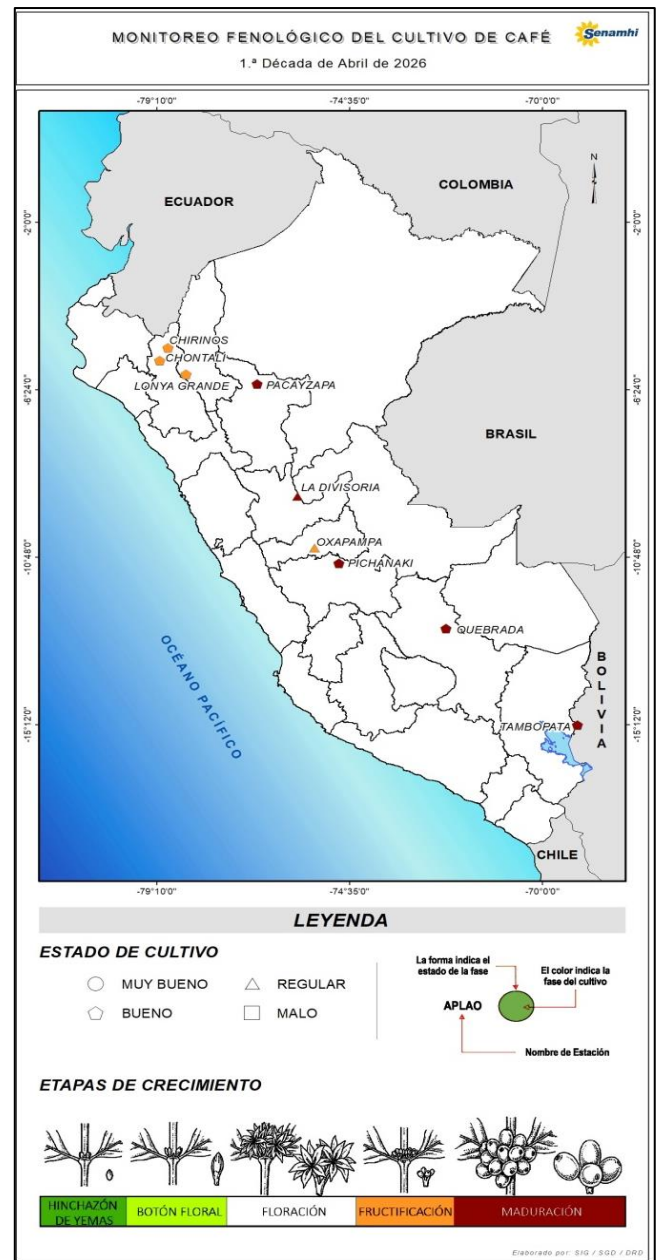 MONITOREO FENOLÓGICO DEL CULTIVO DE CAFÉ
Senamhi
1.ª Década de Abril de 2026
-79°10'0"
-74°35'0"
-70°0'0"
N
COLOMBIA
ECUADOR
-2°0'0"
-2°0'0"
CHIRINOS
CHONTALI
LONYA GRANDE
PACAYZAPA
-6°24'0"
-6°24'0"
BRASIL
LA DIVISORIA
OXAPAMPA
-10°48'0"
-10°48'0"
PICHANAKI
QUEBRADA
OCÉANO PACÍFICO
BOLIVIA
TAMBOPATA
-15°12'0"
-15°12'0"
CHILE
-79°10'0"
-74°35'0"
-70°0'0"
LEYENDA
ESTADO DE CULTIVO
MUY BUENO
REGULAR
BUENO
MALO
La forma indica el
estado de la fase
El color indica la
fase del cultivo
APLAO
Nombre de Estación
ETAPAS DE CRECIMIENTO
HINCHAZÓN
DE YEMAS
BOTÓN FLORAL
FLORACIÓN
FRUCTIFICACIÓN
MADURACIÓN
Elaborado por: SIG / SGD / DRD